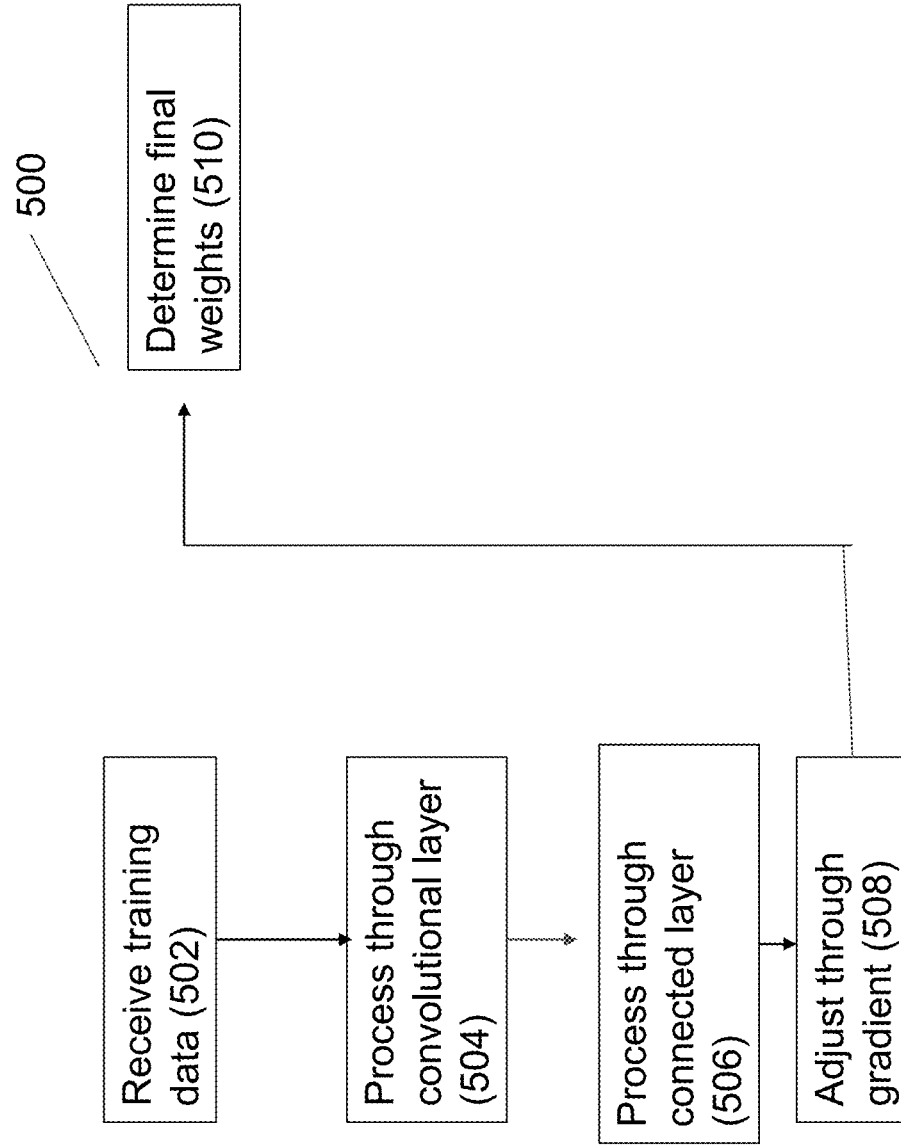 500
Receive training
data (502)
Process through
convolutional layer
(504)
Process through
connected layer
(506)
Adjust through
gradient (508)
Determine final
weights (510)